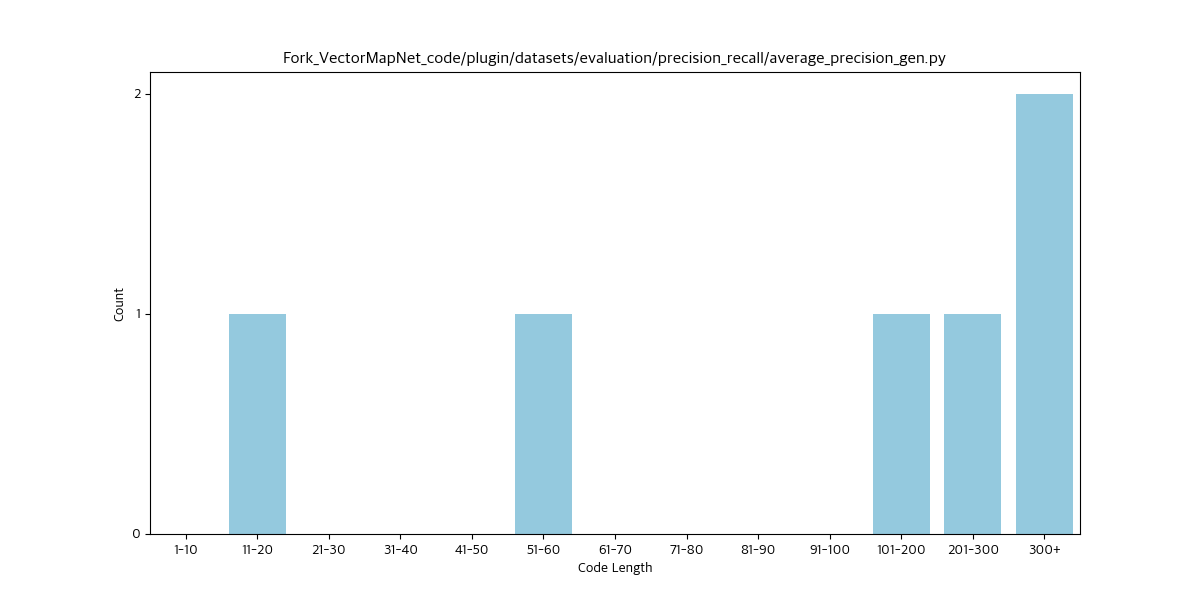 Fork_VectorMapNet_code/plugin/datasets/evaluation/precision_recall/average_precision_gen.py
2
1
0
Count
1-10 11-20 21-30 31-40 41-50 51-60 61-70 71-80 81-90 91-100 101-200 201-300 300+
Code Length